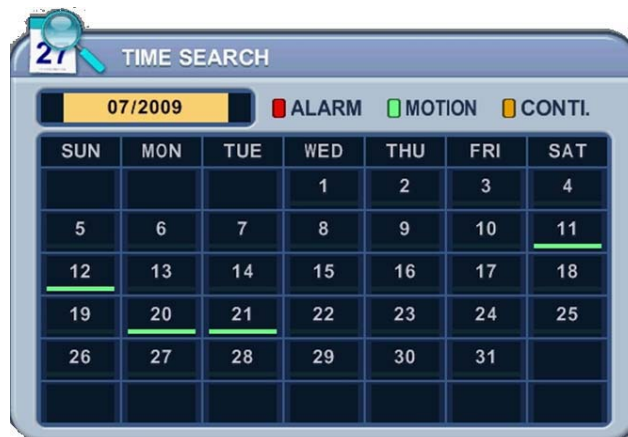 27 TIME SEARCH
07/2009 ALARM MOTION CONTI.
SUN MON TUE WED THU FRI SAT
1 2 3 4
5 6 7 8 9 10 11
12 13 14 15 16 17 18
19 20 21 22 23 24 25
26 27 28 29 30 31